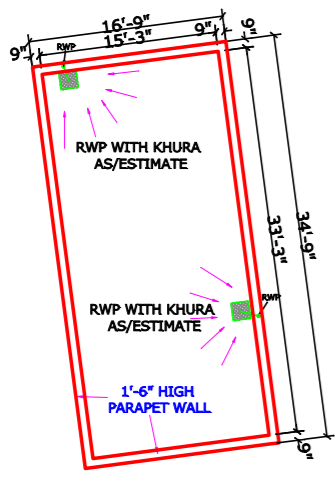 16'-9"
9" 15'-3" 9" 9"
RWP
RWP WITH KHURA
AS/ESTIMATE
33'-3"
34'-9"
RWP
RWP WITH KHURA
AS/ESTIMATE
1'-6" HIGH
PARAPET WALL
9"